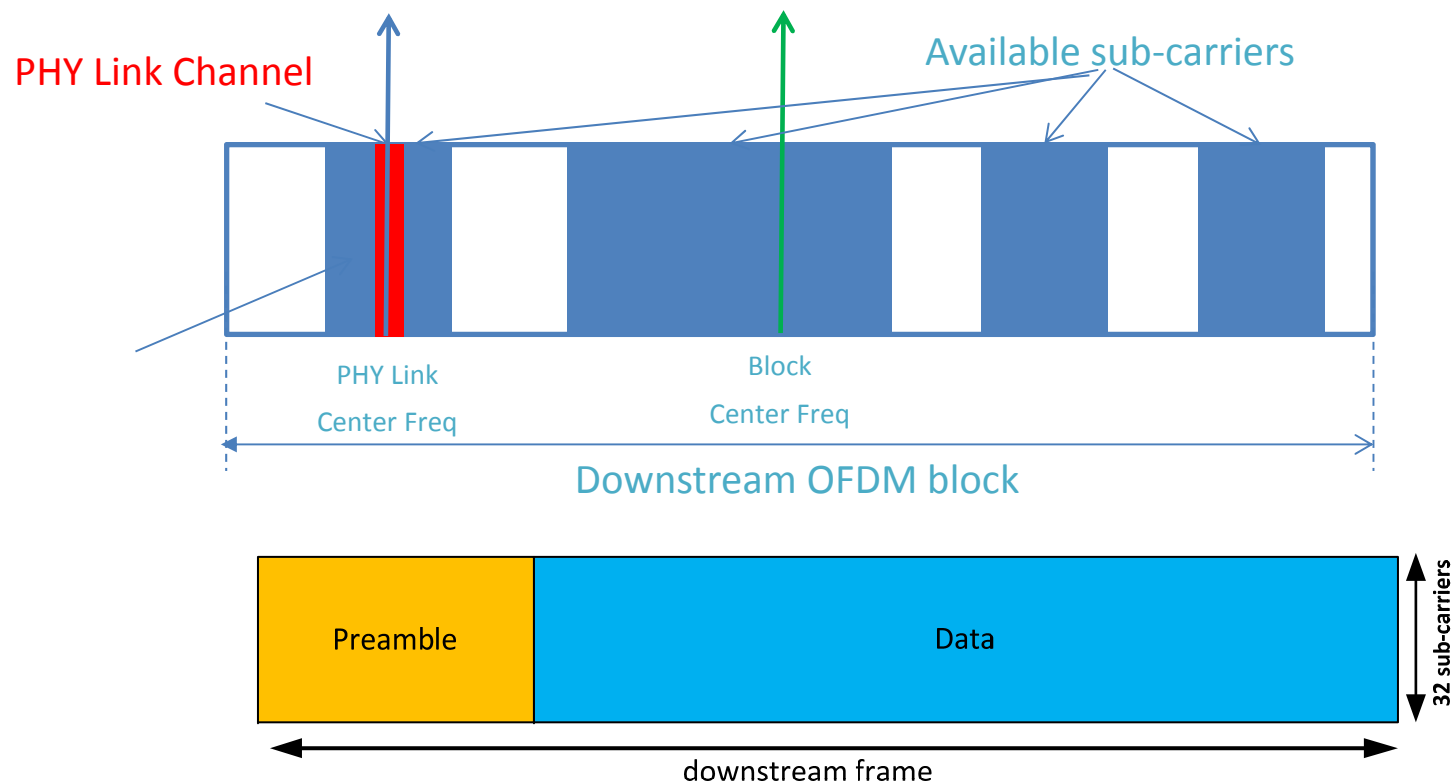 PHY Link Channel
Available sub-carriers
PHY Link
Center Freq
Block
Center Freq
Downstream OFDM block
Preamble
Data
32 sub-carriers
downstream frame